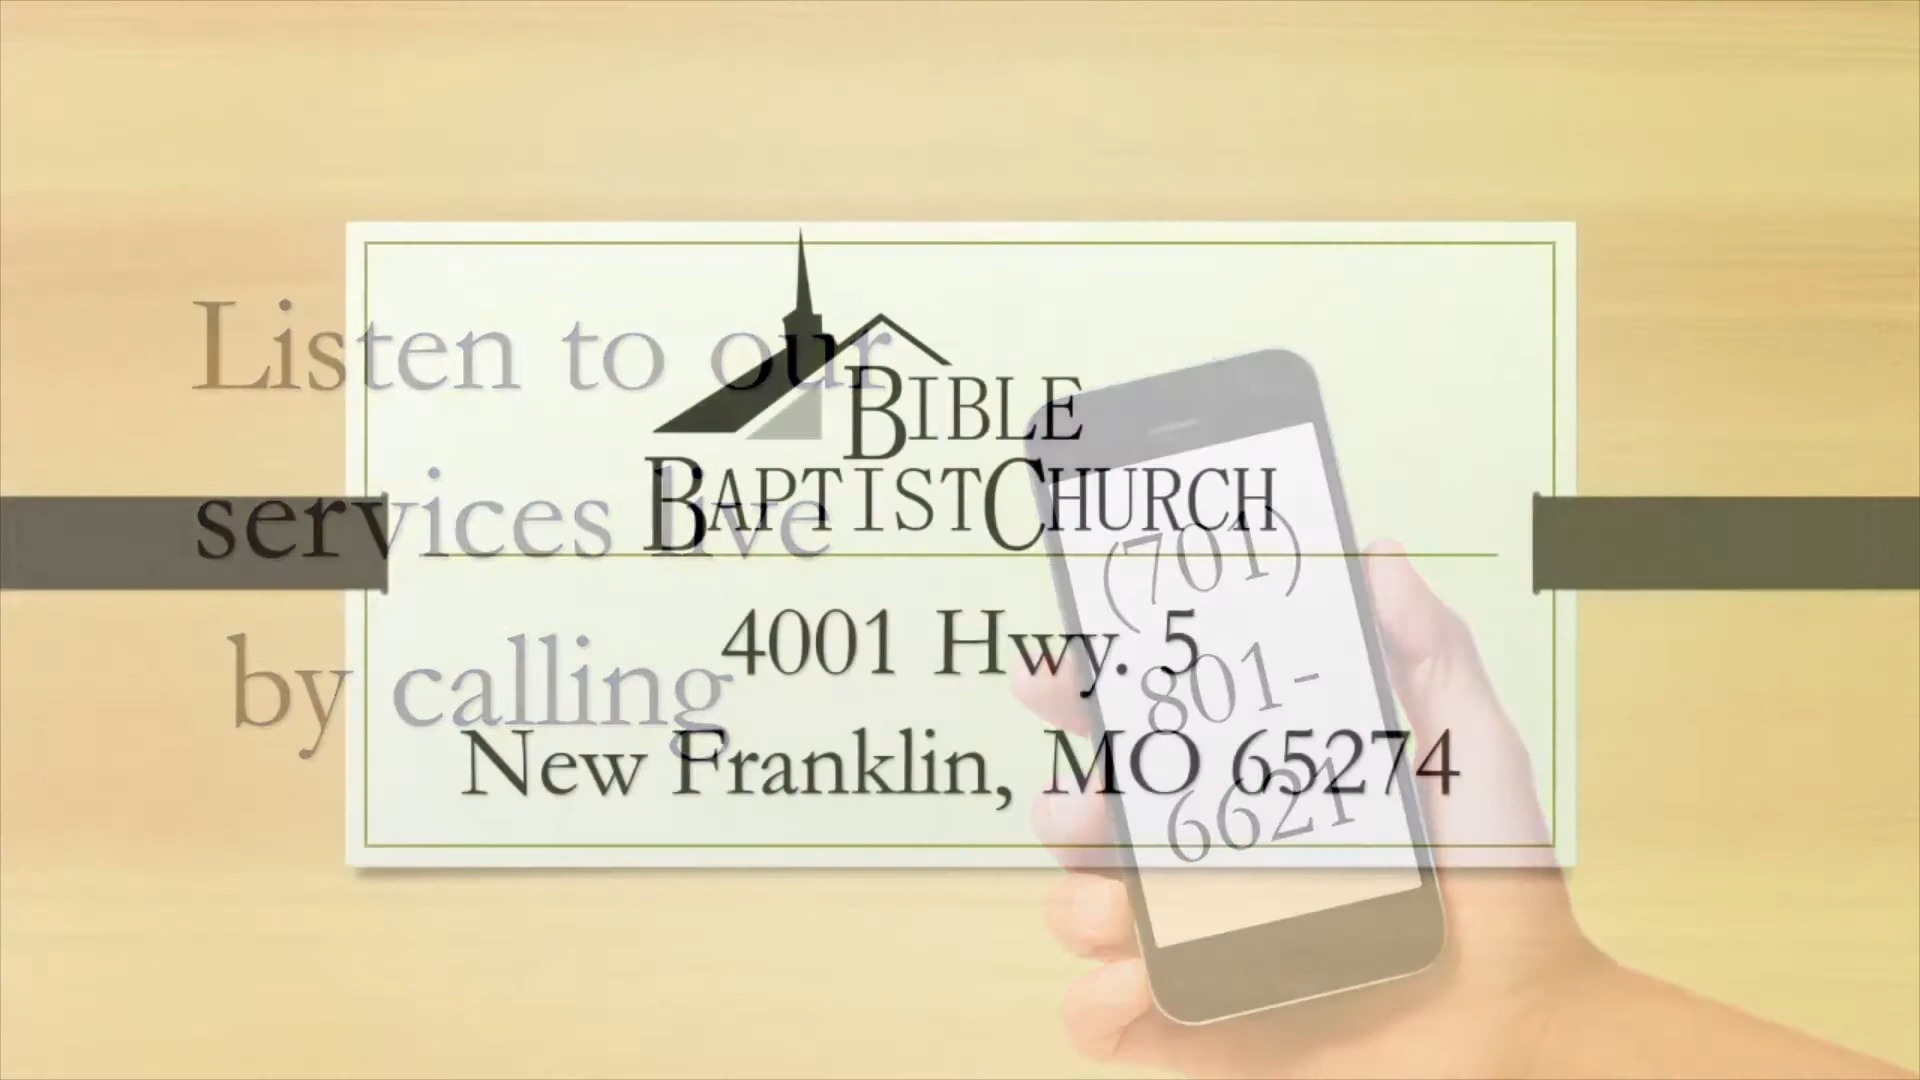 Listen to our
services live
by calling
BIBLE
BAPTIST CHURCH
4001 Hwy. 5
New Franklin, MO 65274
(701)
801-
6621